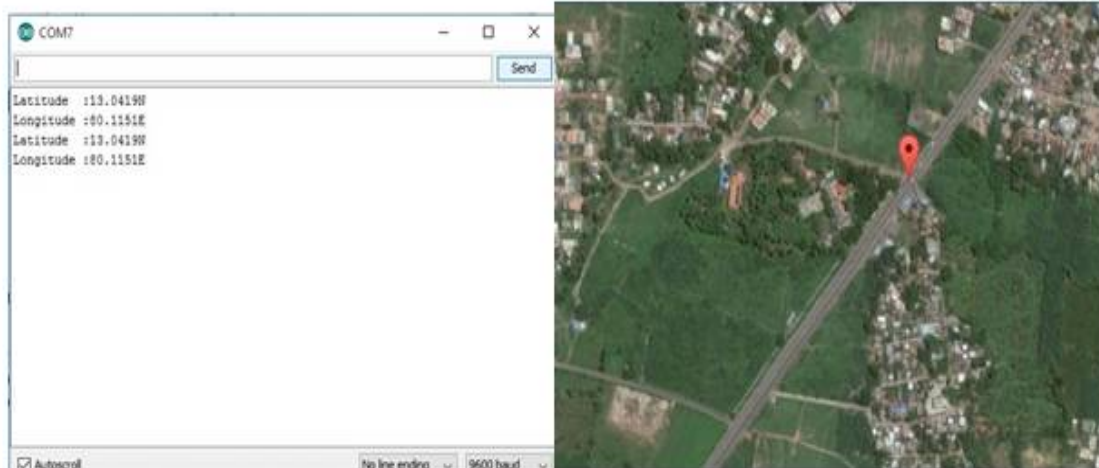 COM7
Send
Latitude :13.0419N
Longitude :80.1151E
Latitude :13.0419N
Longitude :80.1151E
Autoscroll
No line ending
9600 baud